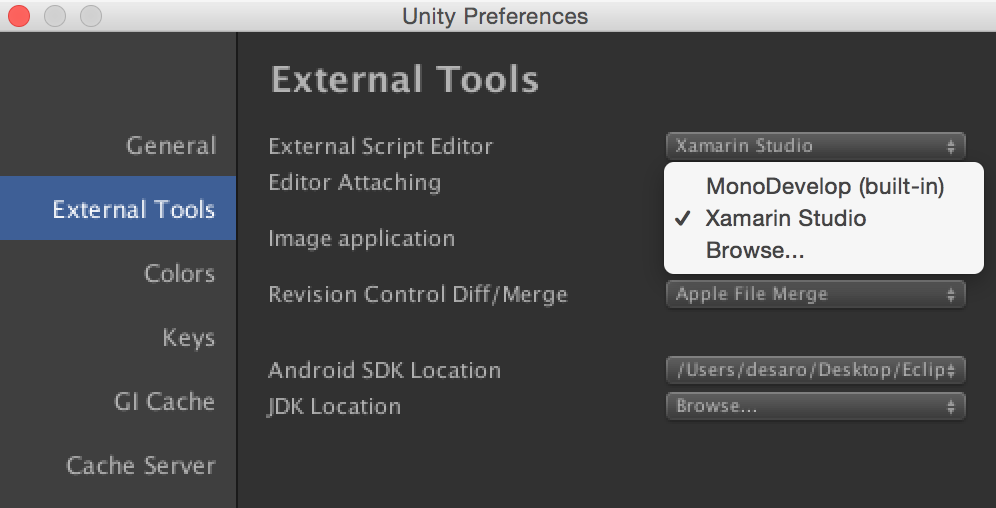 Unity Preferences
General
External Tools
Colors
Keys
GI Cache
Cache Server
External Tools
External Script Editor
Xamarin Studio
MonoDevelop (built-in)
Xamarin Studio
Browse...
Editor Attaching
Image application
Revision Control Diff/Merge
Apple File Merge
Android SDK Location
/Users/desaro/Desktop/Eclip
JDK Location
Browse...